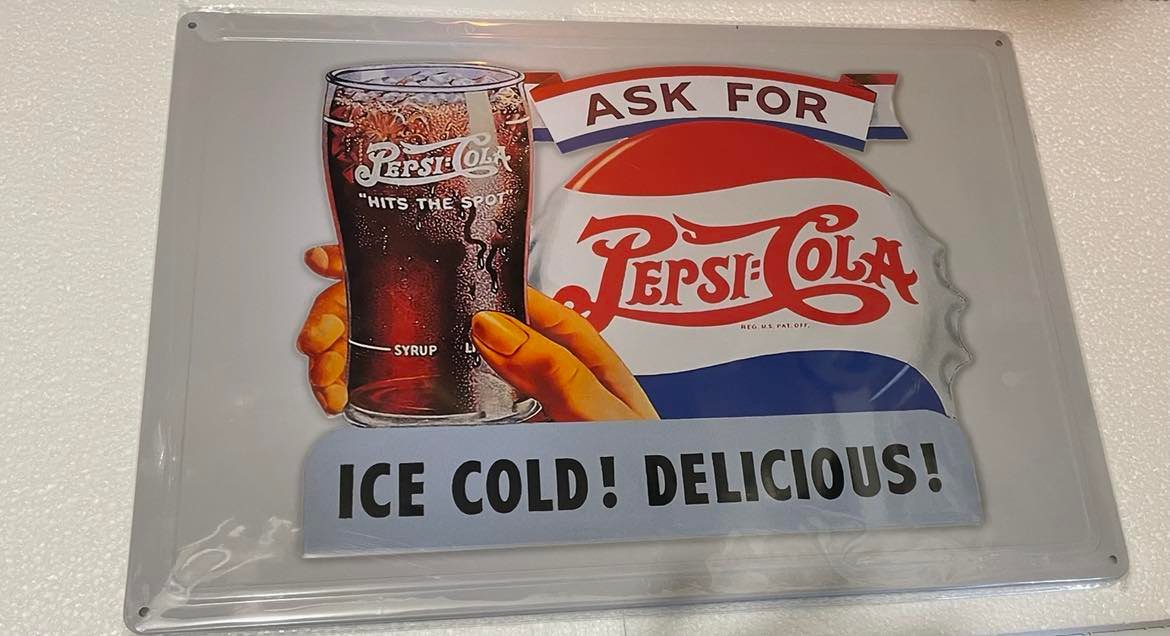 ASK FOR
PEPSI:COLA
"HITS THE SPOT"
PEPSI:COLA
REG. U.S. PAT. OFF.
SYRUP
ICE COLD! DELICIOUS!